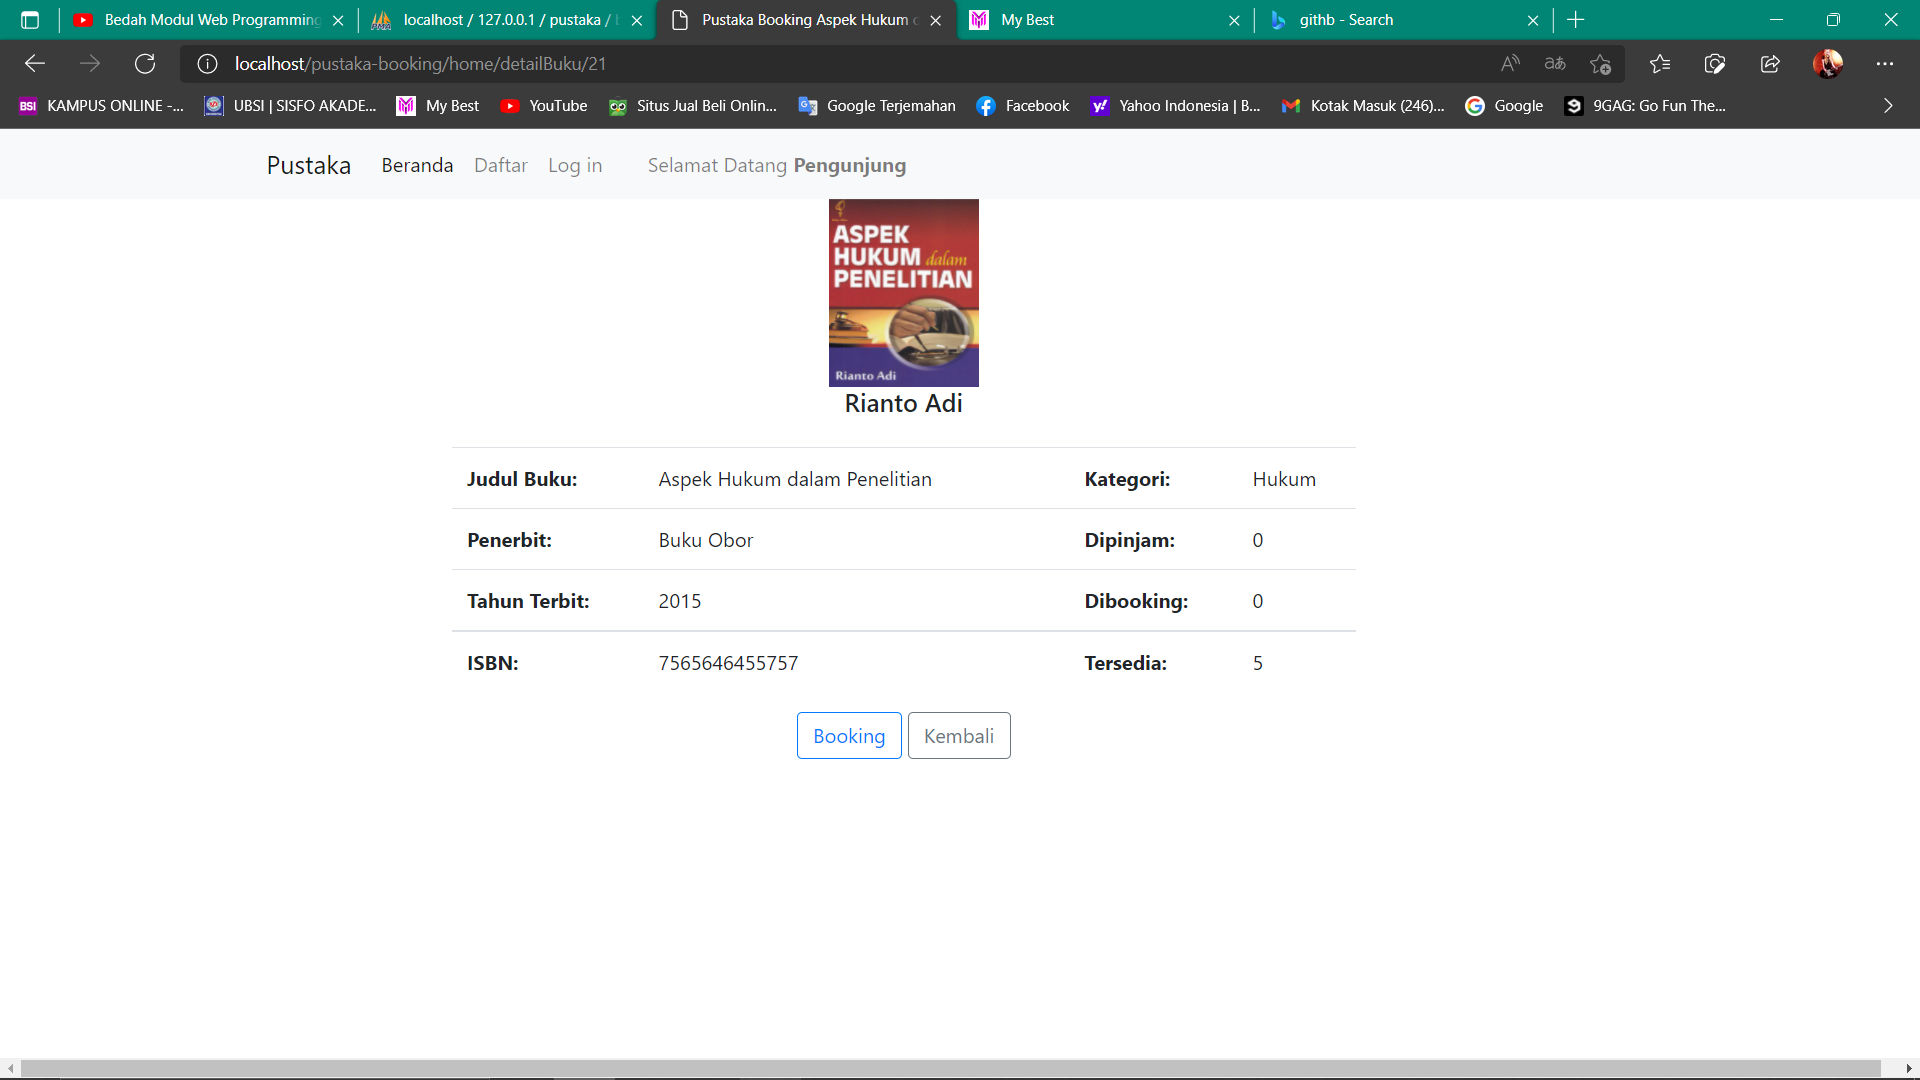 Bedah Modul Web Programming
localhost / 127.0.0.1 / pustaka /
Pustaka Booking Aspek Hukum
My Best
githb - Search
localhost/pustaka-booking/home/detailBuku/21
KAMPUS ONLINE -...
UBSI | SISFO AKADE...
My Best
YouTube
Situs Jual Beli Onlin...
Google Terjemahan
Facebook
Yahoo Indonesia | B...
Kotak Masuk (246)...
Google
9GAG: Go Fun The...
Pustaka Beranda Daftar Log in Selamat Datang Pengunjung
ASPEK
HUKUM dalam
PENELITIAN
Rianto Adi
Rianto Adi
Judul Buku: Aspek Hukum dalam Penelitian Kategori: Hukum
Penerbit: Buku Obor Dipinjam: 0
Tahun Terbit: 2015 Dibooking: 0
ISBN: 7565646455757 Tersedia: 5
Booking Kembali